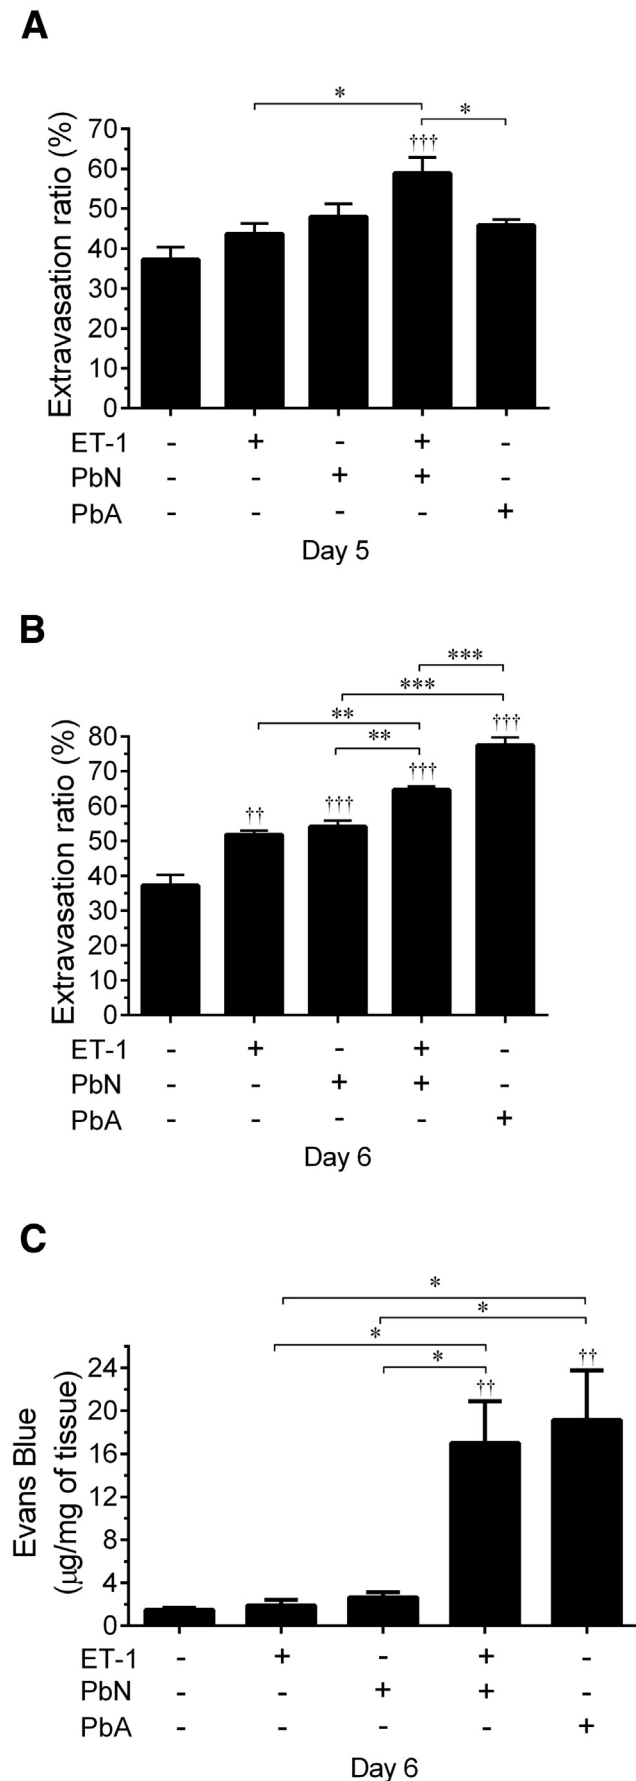 A
*
*
†††
Extravasation ratio (%)
70
60
50
40
30
20
10
0
ET-1 - + - + -
PbN - - + + -
PbA - - - - +
Day 5
B
***
***
**
**
†††
†††
†††
††
Extravasation ratio (%)
80
70
60
50
40
30
20
10
0
ET-1 - + - + -
PbN - - + + -
PbA - - - - +
Day 6
C
*
*
*
*
††
††
Evans Blue
(µg/mg of tissue)
24
20
16
12
8
4
0
ET-1 - + - + -
PbN - - + + -
PbA - - - - +
Day 6